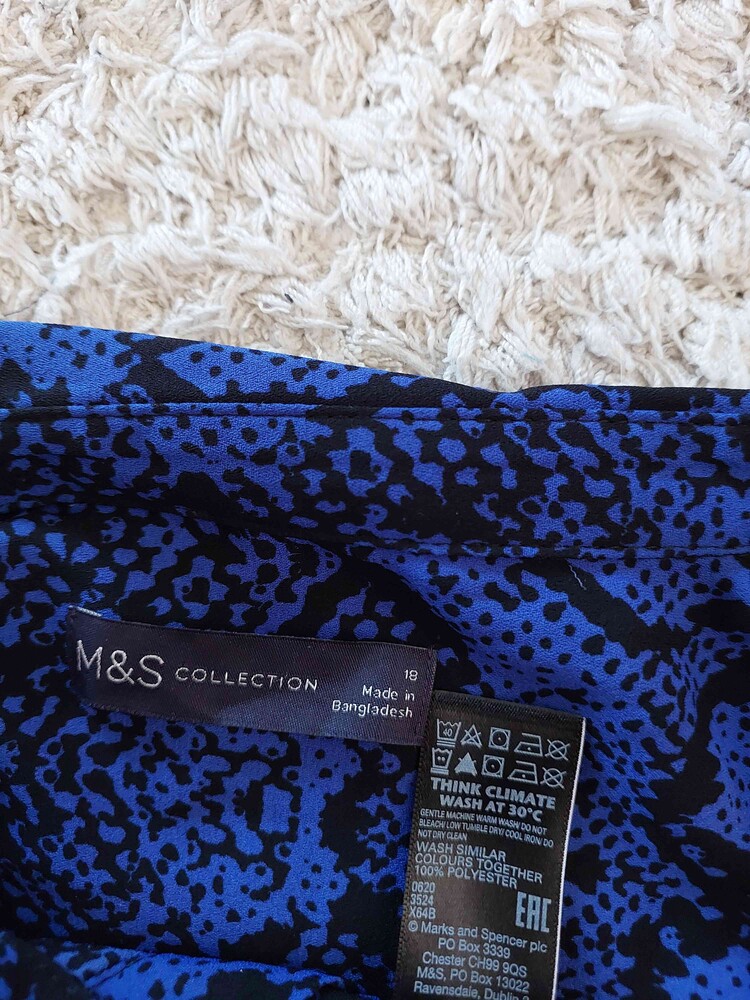 M&S COLLECTION
18
Made in
Bangladesh
40
THINK CLIMATE
WASH AT 30°C
GENTLE MACHINE WARM WASH/ DO NOT
BLEACH/ LOW TUMBLE DRY/ COOL IRON/ DO
NOT DRY CLEAN
WASH SIMILAR
COLOURS TOGETHER
100% POLYESTER
0620
3524
X64B
EAC
© Marks and Spencer plc
PO Box 3339
Chester CH99 9QS
M&S, PO Box 13022
Ravensdale, Dublin